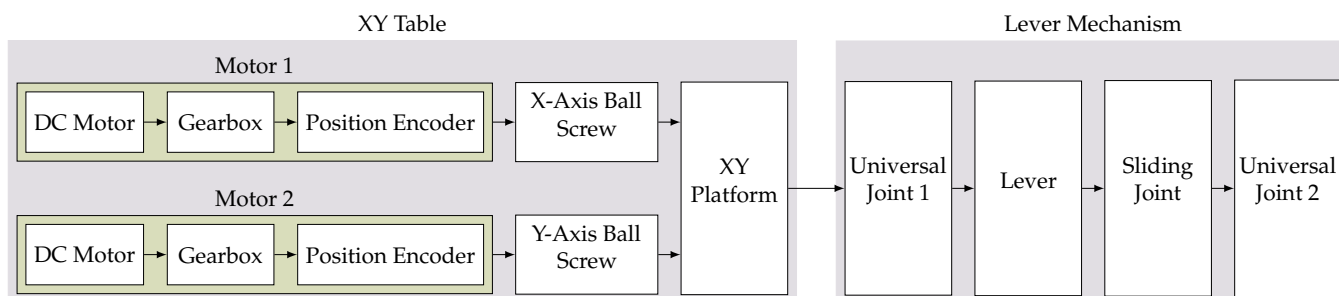 XY Table
Lever Mechanism
Motor 1
DC Motor
Gearbox
Position Encoder
X-Axis Ball
Screw
Motor 2
DC Motor
Gearbox
Position Encoder
Y-Axis Ball
Screw
XY
Platform
Universal
Joint 1
Lever
Sliding
Joint
Universal
Joint 2